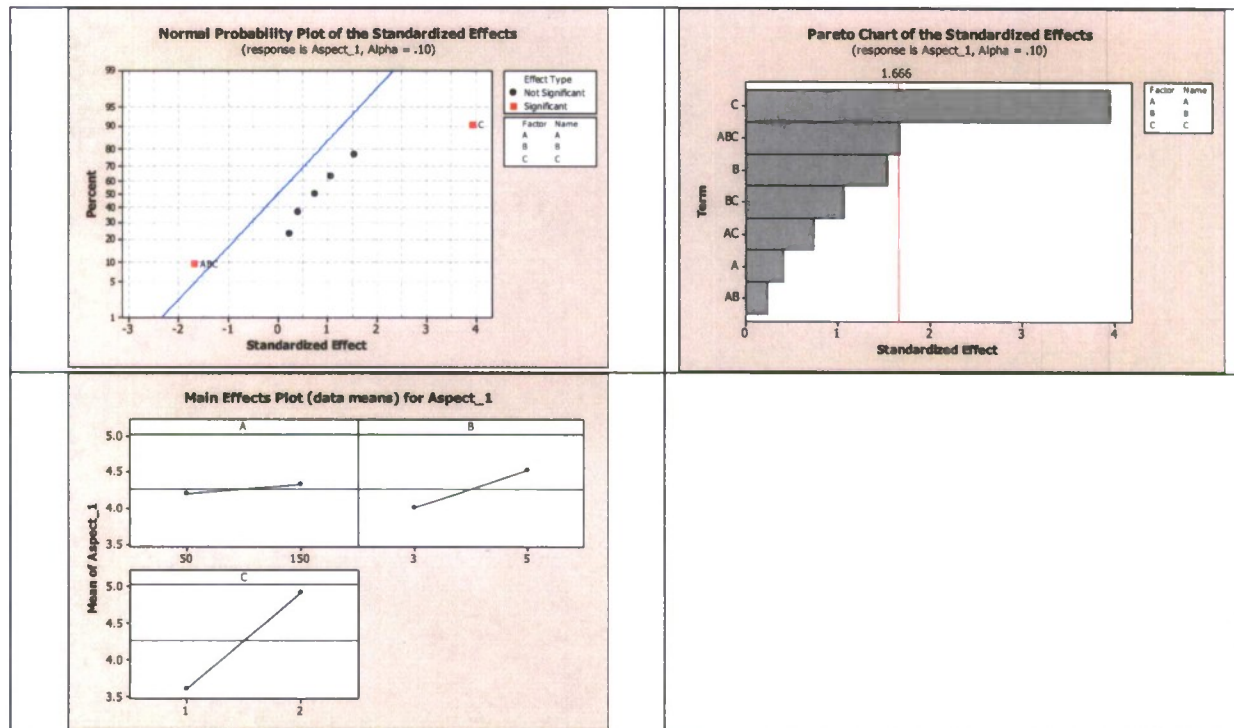 Normal Probability Plot of the Standardized Effects
(response is Aspect_1, Alpha = .10)
99
95
90
80
70
60
50
40
30
20
10
5
1
Percent
-3 -2 -1 0 1 2 3 4
Standardized Effect
C
ABC
Effect Type
Not Significant
Significant
Factor Name
A A
B B
C C
Pareto Chart of the Standardized Effects
(response is Aspect_1, Alpha = .10)
1.666
Term
C
ABC
B
BC
AC
A
AB
0 1 2 3 4
Standardized Effect
Factor Name
A A
B B
C C
Main Effects Plot (data means) for Aspect_1
Mean of Aspect_1
A B
5.0
4.5
4.0
3.5
50 150 3 5
C
5.0
4.5
4.0
3.5
1 2